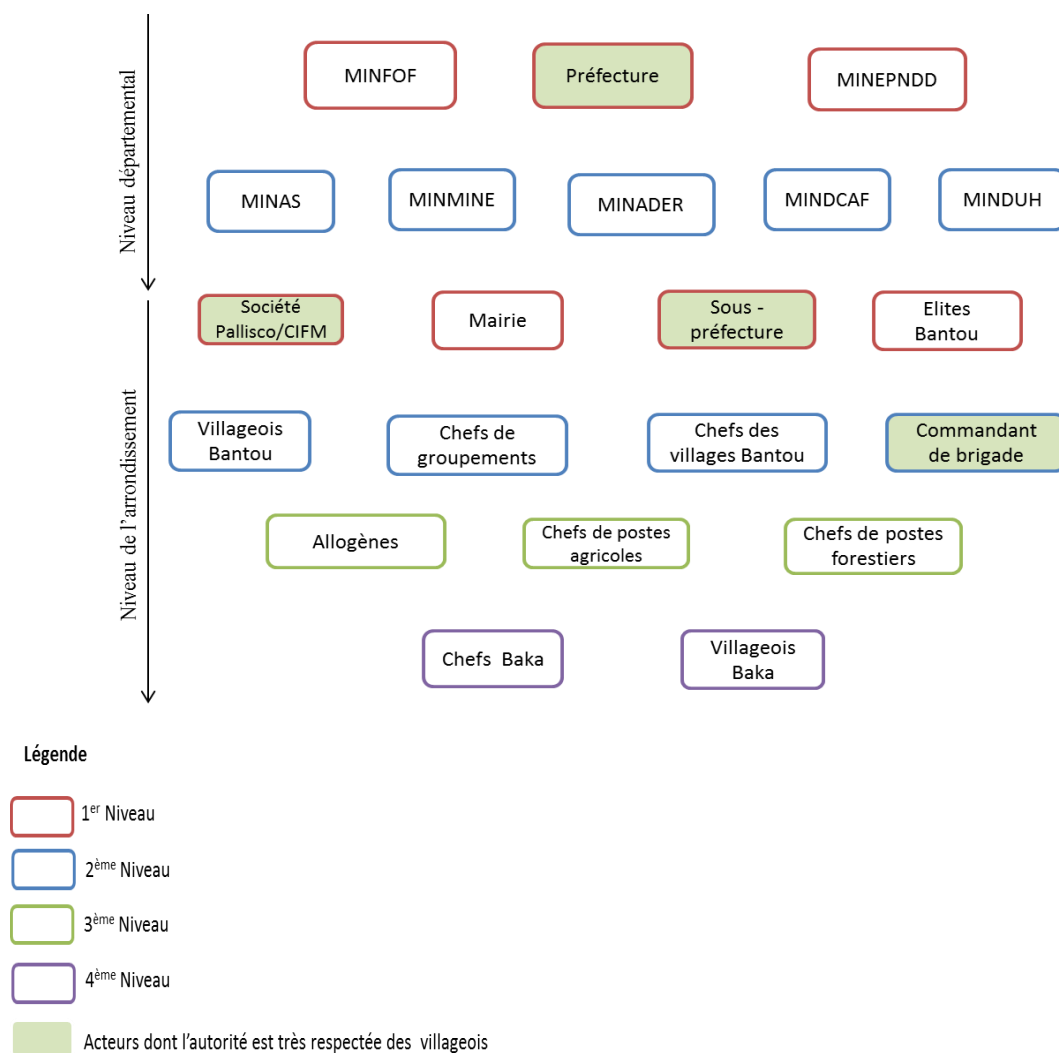 Niveau départemental
MINFOF
Préfecture
MINEPNDD
MINAS
MINMINE
MINADER
MINDCAF
MINDUH
Niveau de l'arrondissement
Société
Pallisco/CIFM
Mairie
Sous -
préfecture
Elites
Bantou
Villageois
Bantou
Chefs de
groupements
Chefs des
villages Bantou
Commandant
de brigade
Allogènes
Chefs de postes
agricoles
Chefs de postes
forestiers
Chefs Baka
Villageois
Baka
Légende
1er Niveau
2ème Niveau
3ème Niveau
4ème Niveau
Acteurs dont l'autorité est très respectée des villageois